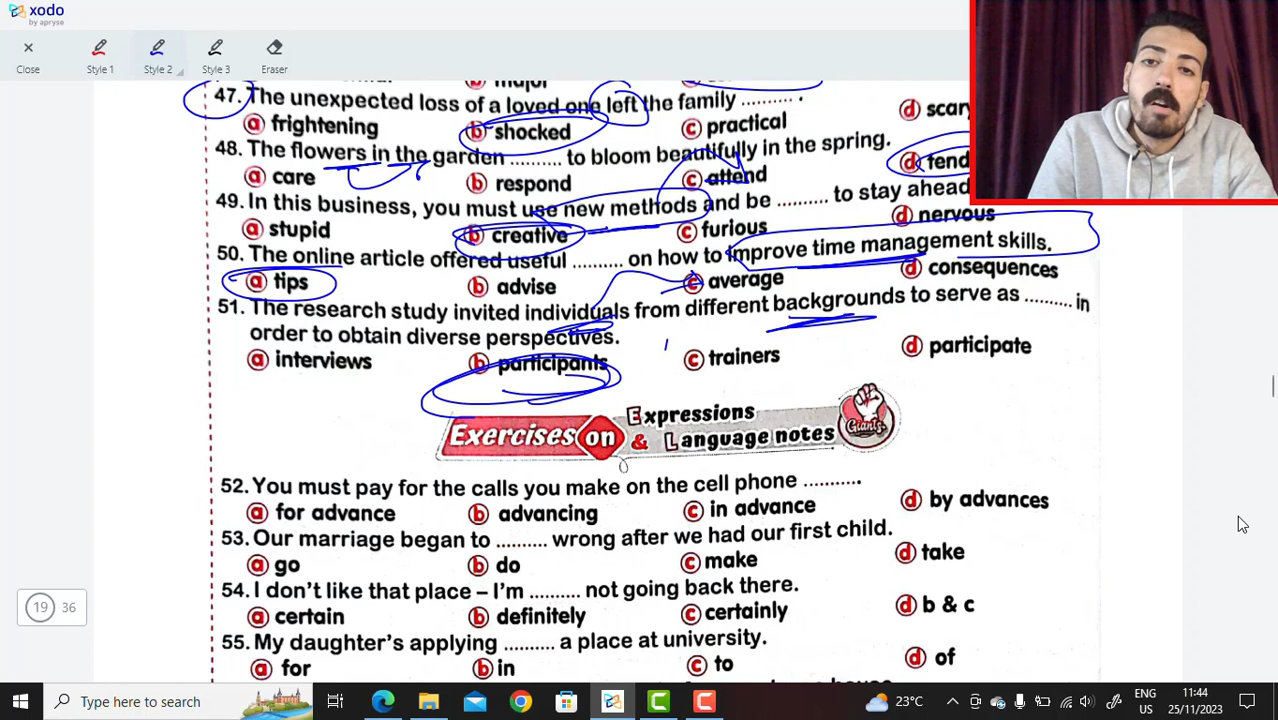 xodo
by apryse
Close
Style 1
Style 2
Style 3
Eraser
b major
47. The unexpected loss of a loved one left the family .......... .
a frightening b shocked c practical d scary
48. The flowers in the garden .......... to bloom beautifully in the spring.
a care b respond c attend d tend
49. In this business, you must use new methods and be .......... to stay ahead
a stupid b creative c furious d nervous
50. The online article offered useful .......... on how to improve time management skills.
a tips b advise c average d consequences
51. The research study invited individuals from different backgrounds to serve as .......... in
order to obtain diverse perspectives.
a interviews b participants c trainers d participate
Exercises on Expressions
& Language notes
Giants
52. You must pay for the calls you make on the cell phone ..........
a for advance b advancing c in advance d by advances
53. Our marriage began to .......... wrong after we had our first child.
a go b do c make d take
54. I don't like that place – I'm .......... not going back there.
a certain b definitely c certainly d b & c
55. My daughter's applying .......... a place at university.
a for b in c to d of
19 36
Type here to search
23°C
ENG
US
11:44
25/11/2023